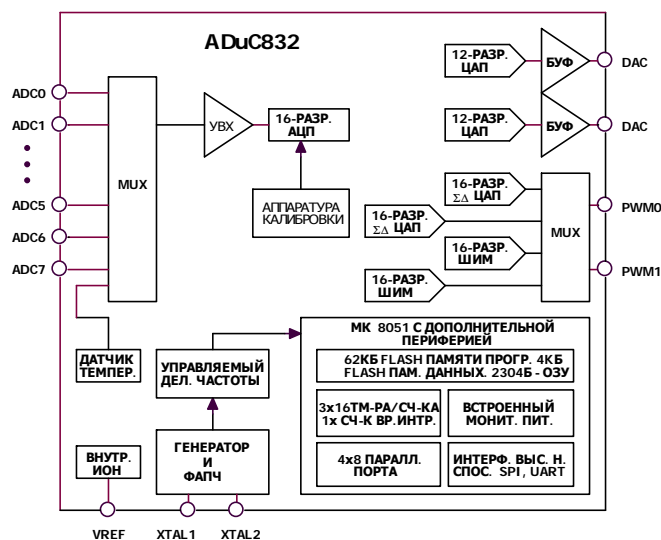 ADuC832
12-РАЗР.
ЦАП
БУФ
DAC
ADC0
ADC1
ADC5
ADC6
ADC7
MUX
УВХ
16-РАЗР.
АЦП
12-РАЗР.
ЦАП
БУФ
DAC
АППАРАТУРА
КАЛИБРОВКИ
16-РАЗР.
ΣΔ ЦАП
16-РАЗР.
ΣΔ ЦАП
16-РАЗР.
ШИМ
16-РАЗР.
ШИМ
MUX
PWM0
PWM1
ДАТЧИК
ТЕМПЕР.
УПРАВЛЯЕМЫЙ
ДЕЛ. ЧАСТОТЫ
МК 8051 С ДОПОЛНИТЕЛЬНОЙ
ПЕРИФЕРИЕЙ
62КБ FLASH ПАМЯТИ ПРОГР. 4КБ
FLASH ПАМ. ДАННЫХ. 2304Б - ОЗУ
3x16ТМ-РА/СЧ-КА
1x СЧ-К ВР.ИНТР.
ВСТРОЕННЫЙ
МОНИТ. ПИТ.
4x8 ПАРАЛЛ.
ПОРТА
ИНТЕРФ. ВЫС. Н.
СПОС. SPI, UART
ВНУТР.
ИОН
ГЕНЕРАТОР
И
ФАПЧ
VREF
XTAL1
XTAL2